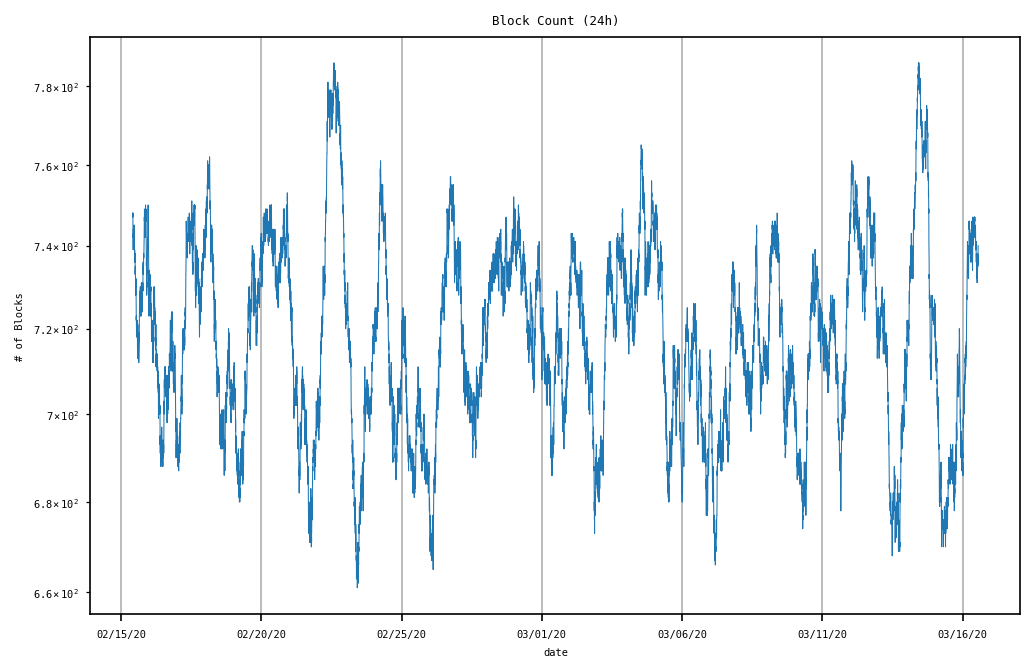 Block Count (24h)
7.8×10²
7.6×10²
7.4×10²
7.2×10²
7×10²
6.8×10²
6.6×10²
# of Blocks
02/15/20 02/20/20 02/25/20 03/01/20 03/06/20 03/11/20 03/16/20
date